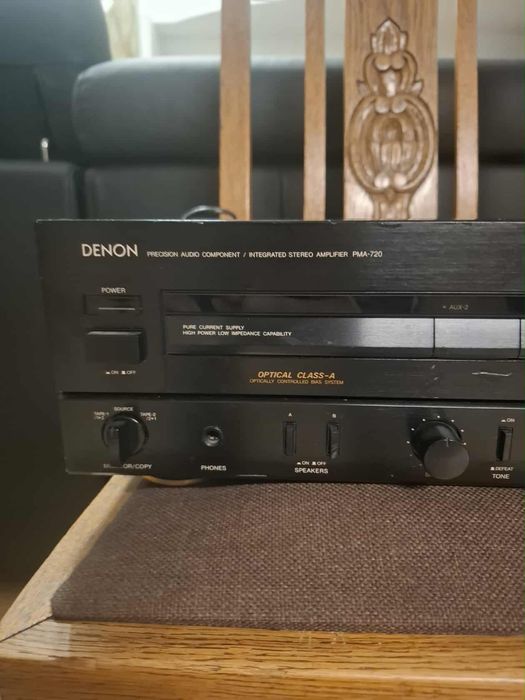 DENON PRECISION AUDIO COMPONENT / INTEGRATED STEREO AMPLIFIER PMA-720
POWER
AUX-2
PURE CURRENT SUPPLY
HIGH POWER LOW IMPEDANCE CAPABILITY
ON OFF
OPTICAL CLASS-A
OPTICALLY CONTROLLED BIAS SYSTEM
SOURCE
TAPE-1 TAPE-2
A B
ON
PHONES
ON OFF
DEFEAT
SPEAKERS
TONE